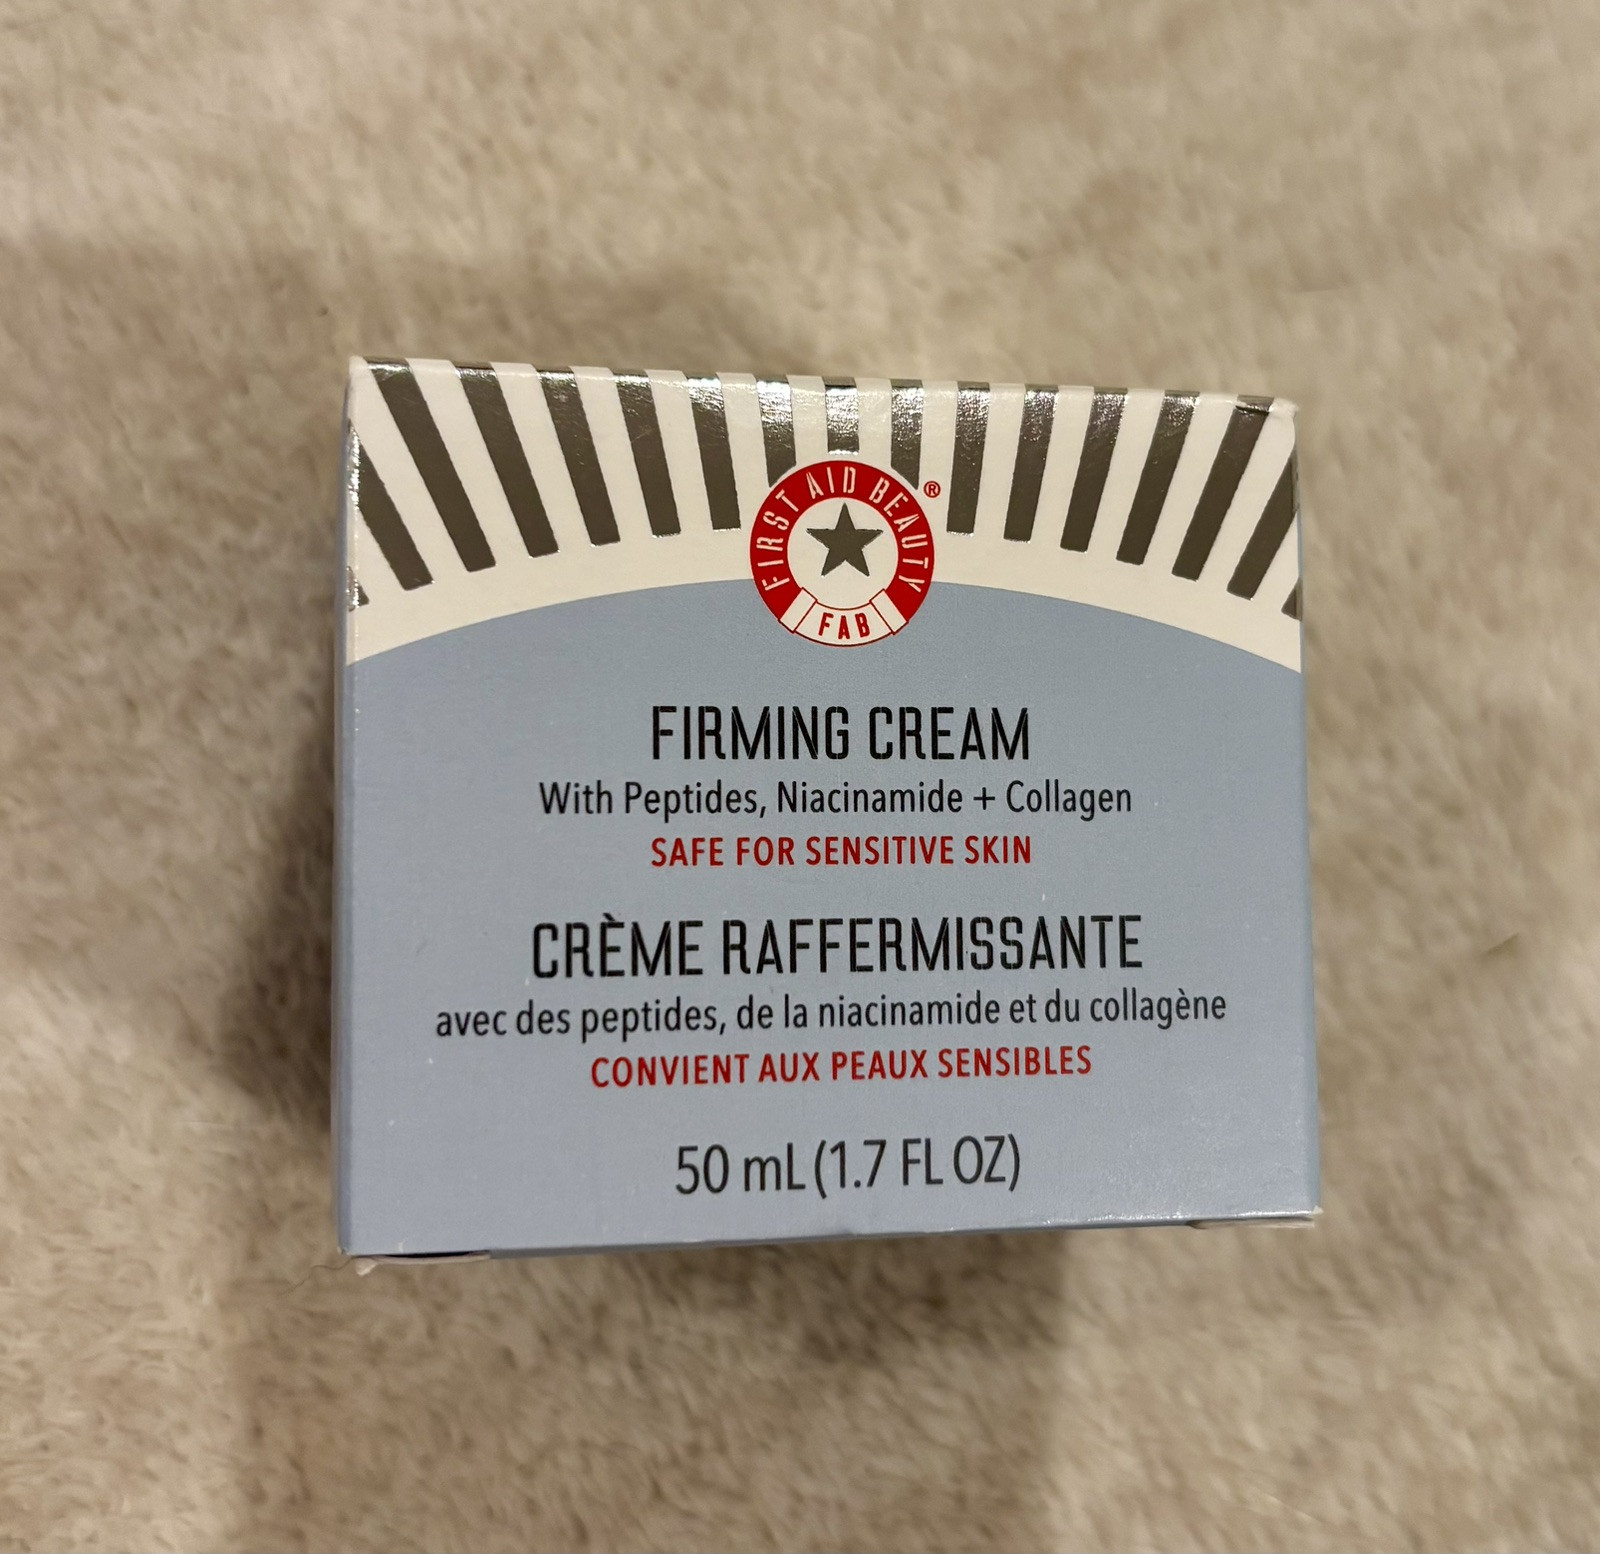 FIRST AID BEAUTY ®
FAB
FIRMING CREAM
With Peptides, Niacinamide + Collagen
SAFE FOR SENSITIVE SKIN
CRÈME RAFFERMISSANTE
avec des peptides, de la niacinamide et du collagène
CONVIENT AUX PEAUX SENSIBLES
50 mL (1.7 FL OZ)